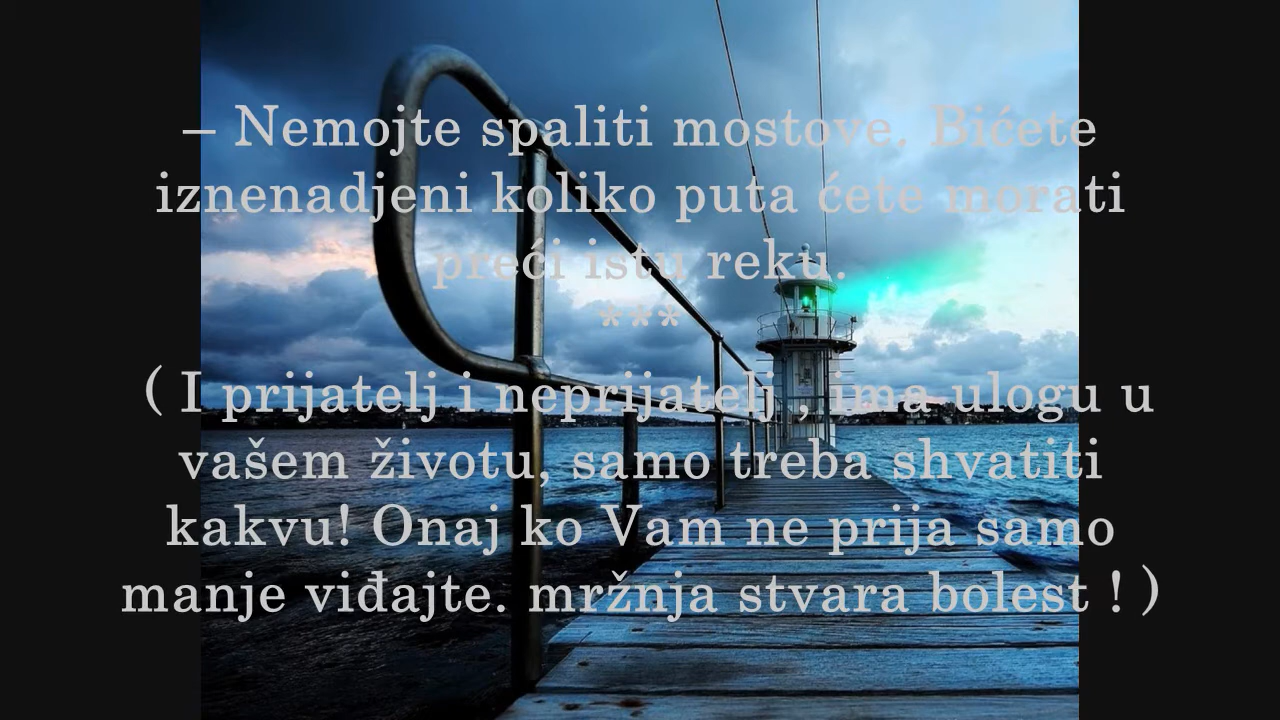 – Nemojte spaliti mostove. Bićete
iznenadjeni koliko puta ćete morati
preći istu reku.
***
( I prijatelj i neprijatelj , ima ulogu u
vašem životu, samo treba shvatiti
kakvu! Onaj ko Vam ne prija samo
manje viđajte. mržnja stvara bolest ! )